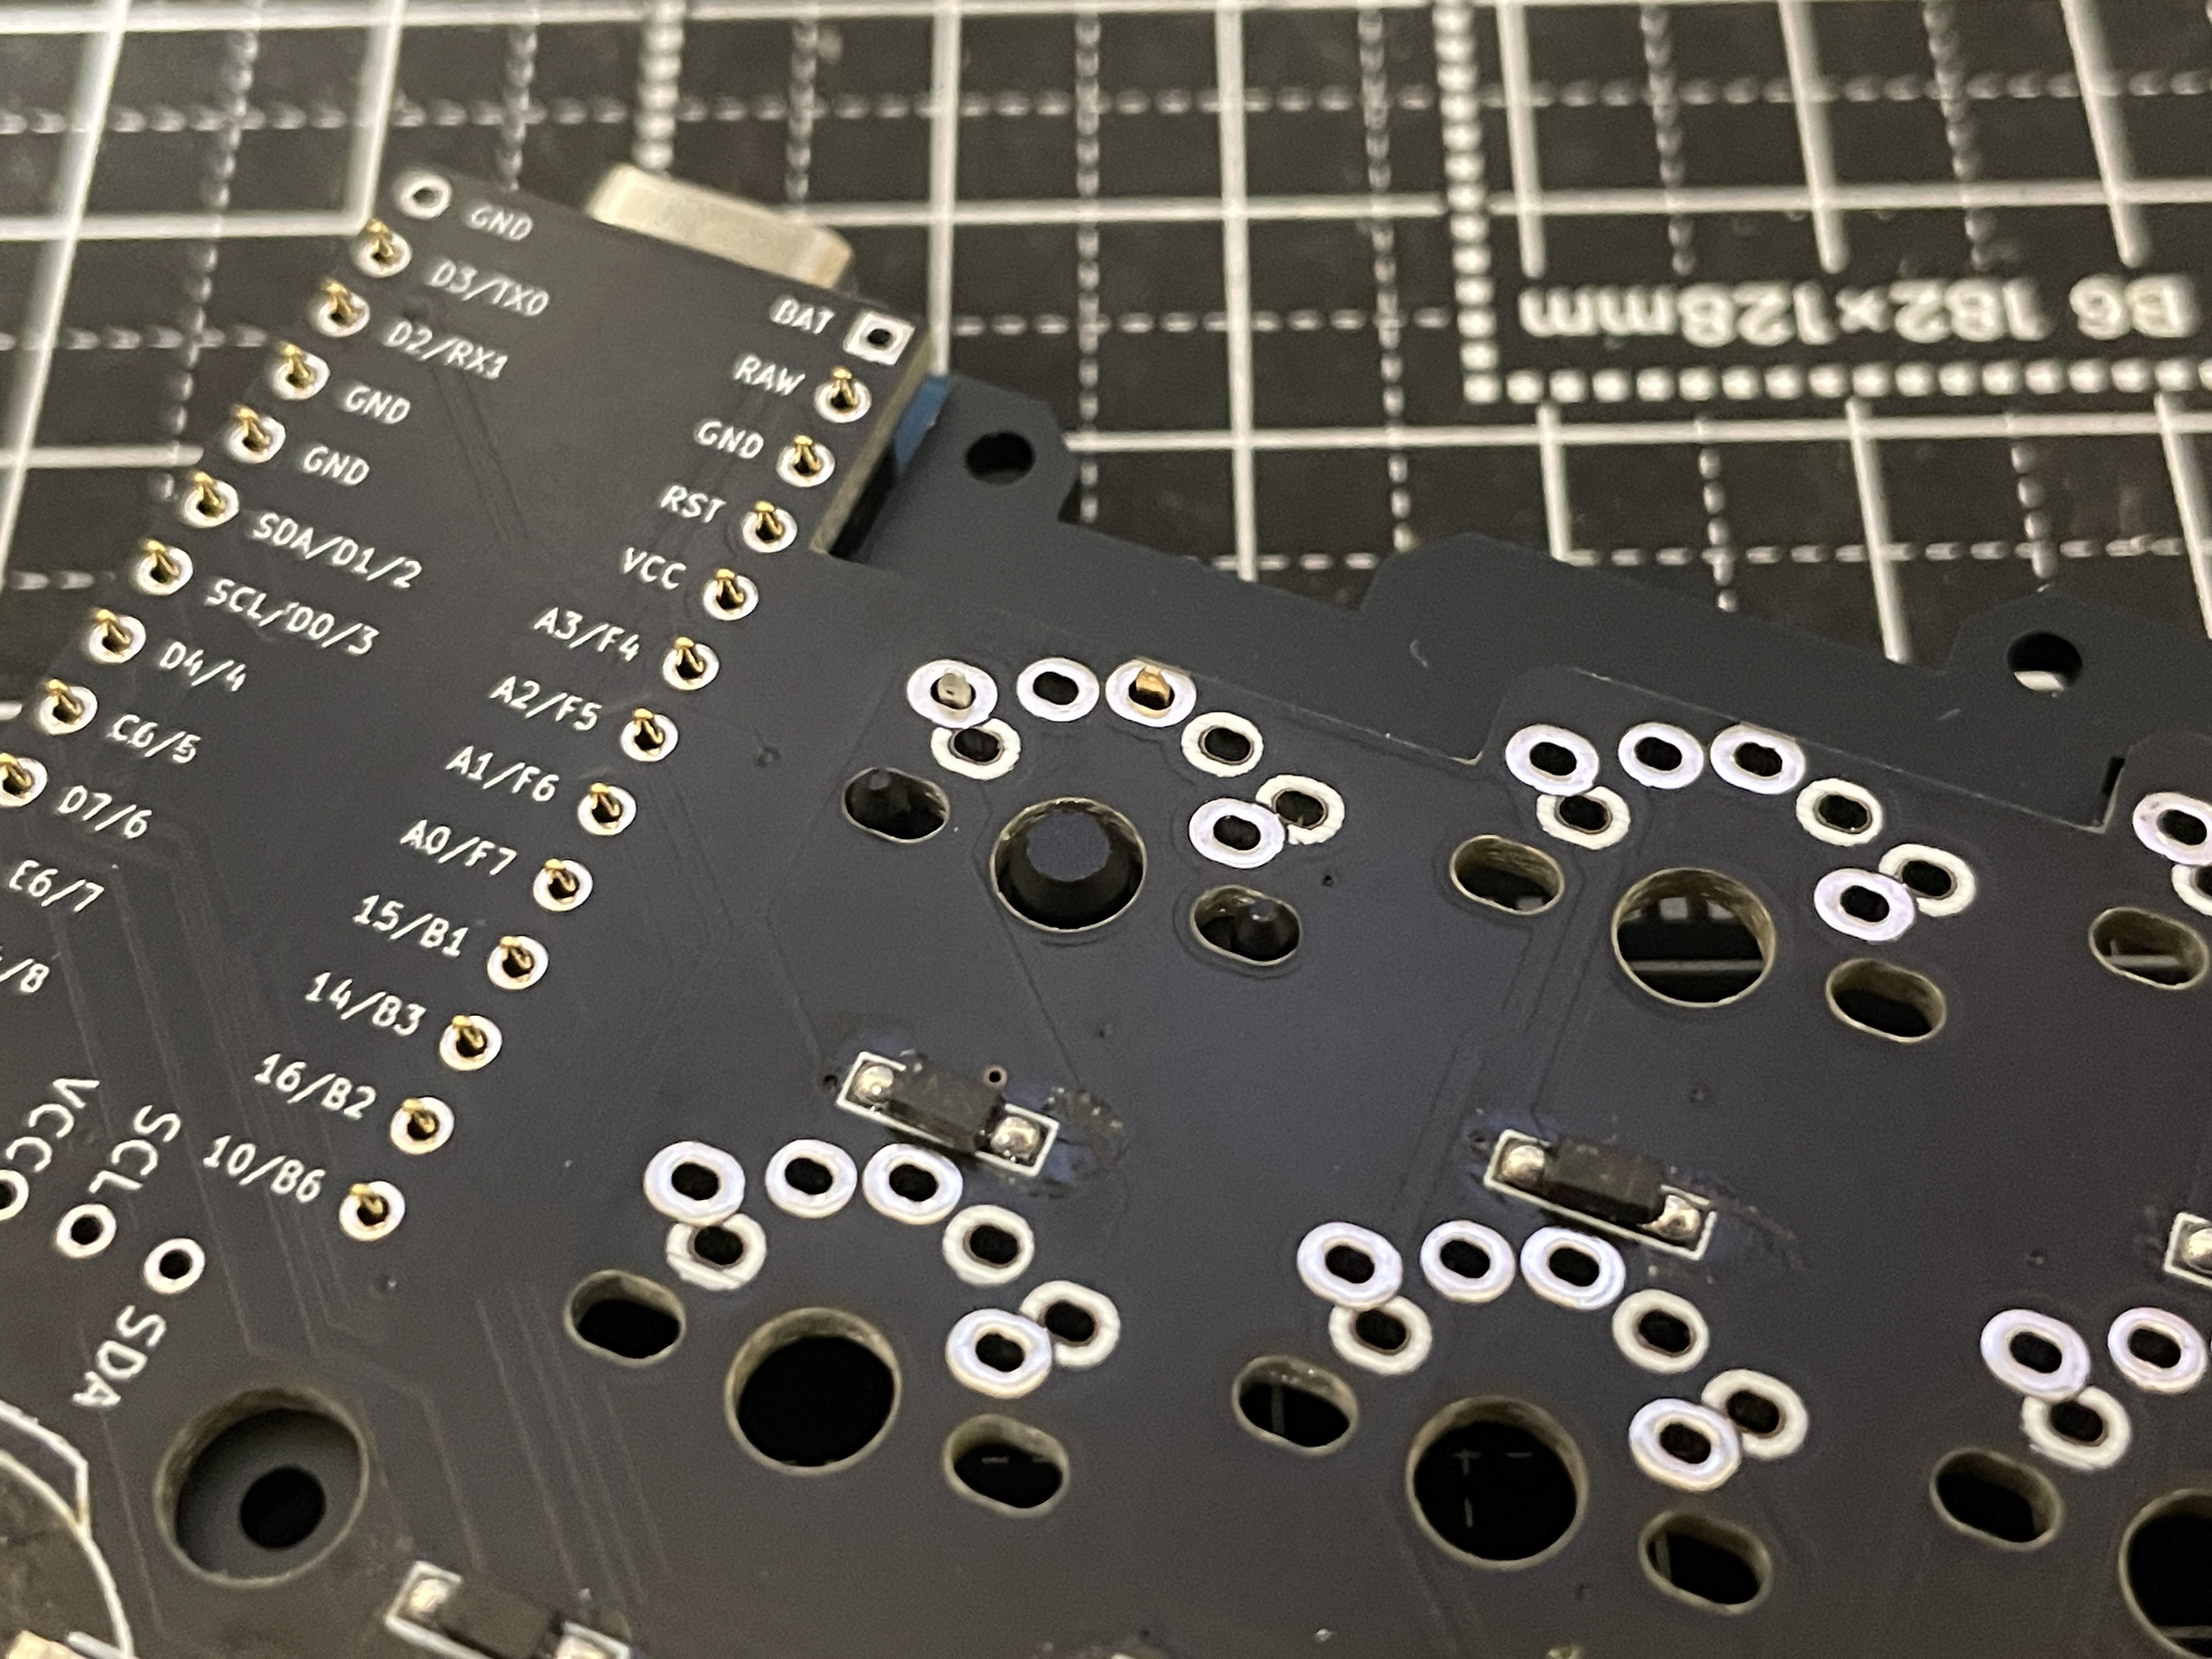 GND
D3/TX0
D2/RX1
GND
GND
SDA/D1/2
SCL/D0/3
D4/4
C6/5
D7/6
E6/7
/8
BAT
RAW
GND
RST
VCC
A3/F4
A2/F5
A1/F6
A0/F7
15/B1
14/B3
16/B2
10/B6
VCC
SCL
SDA
B6 182×128mm